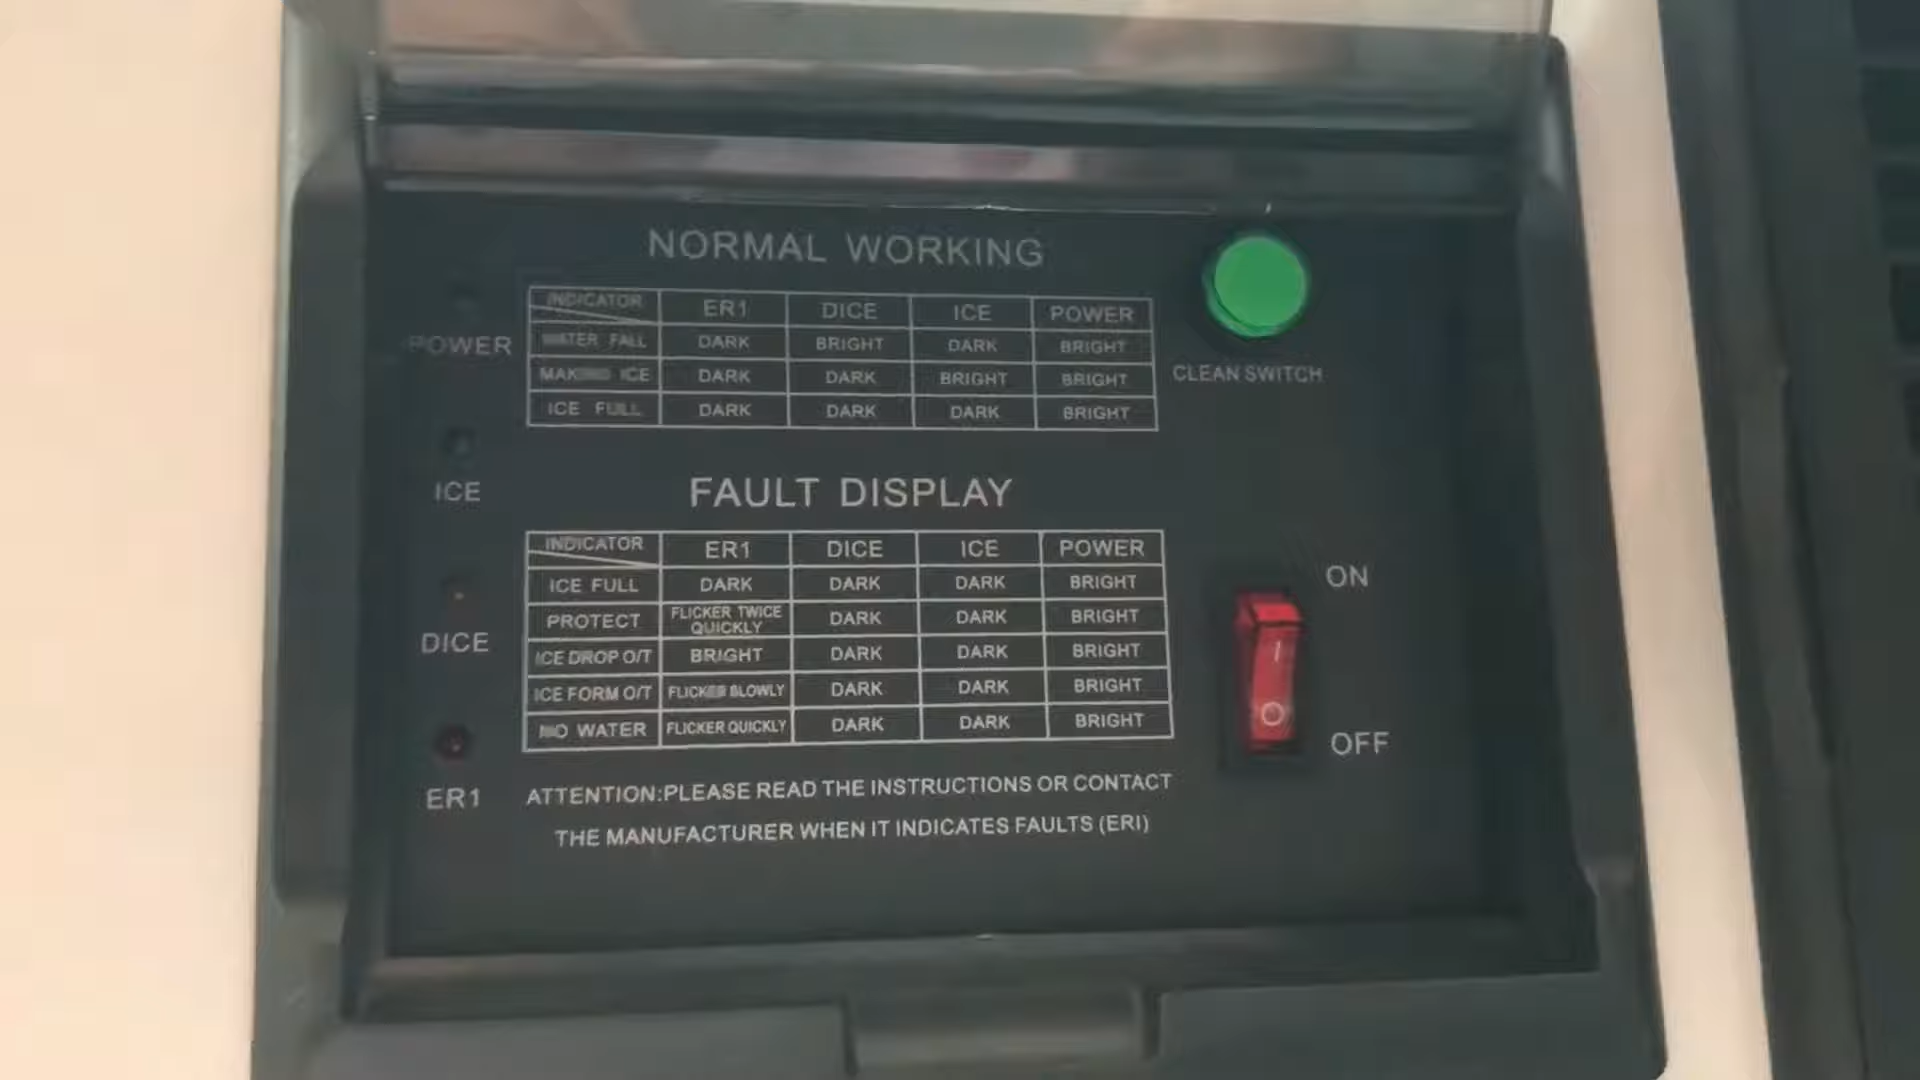 NORMAL WORKING
INDICATOR ER1 DICE ICE POWER
WATER FALL DARK BRIGHT DARK BRIGHT
MAKING ICE DARK DARK BRIGHT BRIGHT
ICE FULL DARK DARK DARK BRIGHT
POWER
CLEAN SWITCH
ICE
FAULT DISPLAY
INDICATOR ER1 DICE ICE POWER
ICE FULL DARK DARK DARK BRIGHT
PROTECT FLICKER TWICE QUICKLY DARK DARK BRIGHT
ICE DROP O/T BRIGHT DARK DARK BRIGHT
ICE FORM O/T FLICKER SLOWLY DARK DARK BRIGHT
NO WATER FLICKER QUICKLY DARK DARK BRIGHT
DICE
ER1
ON
I
O
OFF
ATTENTION:PLEASE READ THE INSTRUCTIONS OR CONTACT
THE MANUFACTURER WHEN IT INDICATES FAULTS (ERI)